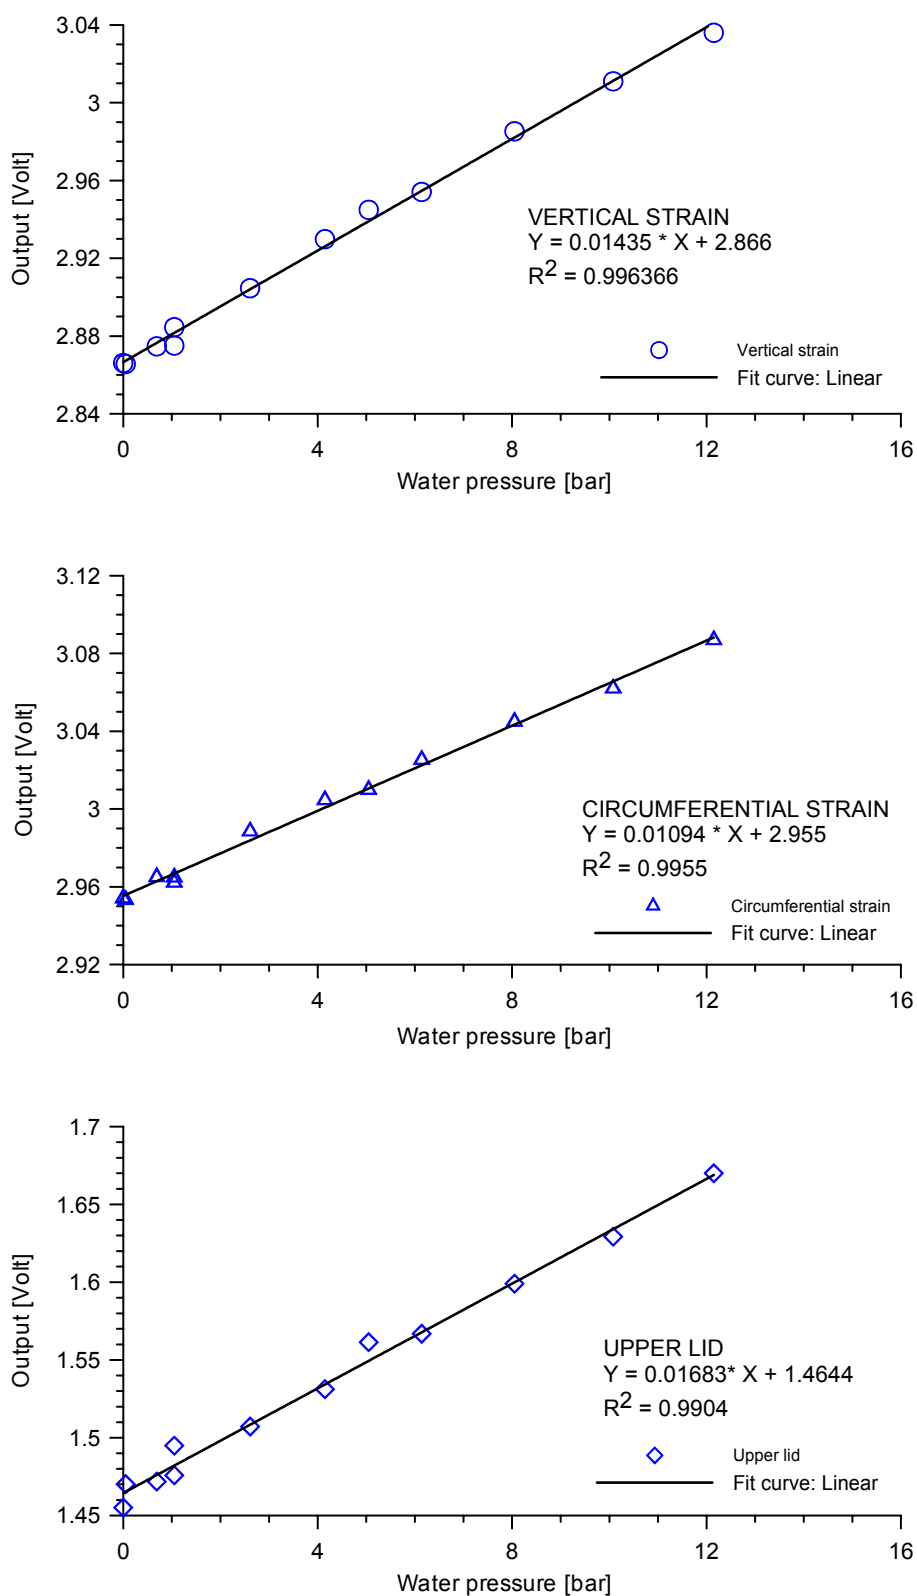 3.04
3
2.96
2.92
2.88
2.84
Output [Volt]
VERTICAL STRAIN
Y = 0.01435 * X + 2.866
R2 = 0.996366
Vertical strain
Fit curve: Linear
0 4 8 12 16
Water pressure [bar]
3.12
3.08
3.04
3
2.96
2.92
Output [Volt]
CIRCUMFERENTIAL STRAIN
Y = 0.01094 * X + 2.955
R2 = 0.9955
Circumferential strain
Fit curve: Linear
0 4 8 12 16
Water pressure [bar]
1.7
1.65
1.6
1.55
1.5
1.45
Output [Volt]
UPPER LID
Y = 0.01683* X + 1.4644
R2 = 0.9904
Upper lid
Fit curve: Linear
0 4 8 12 16
Water pressure [bar]